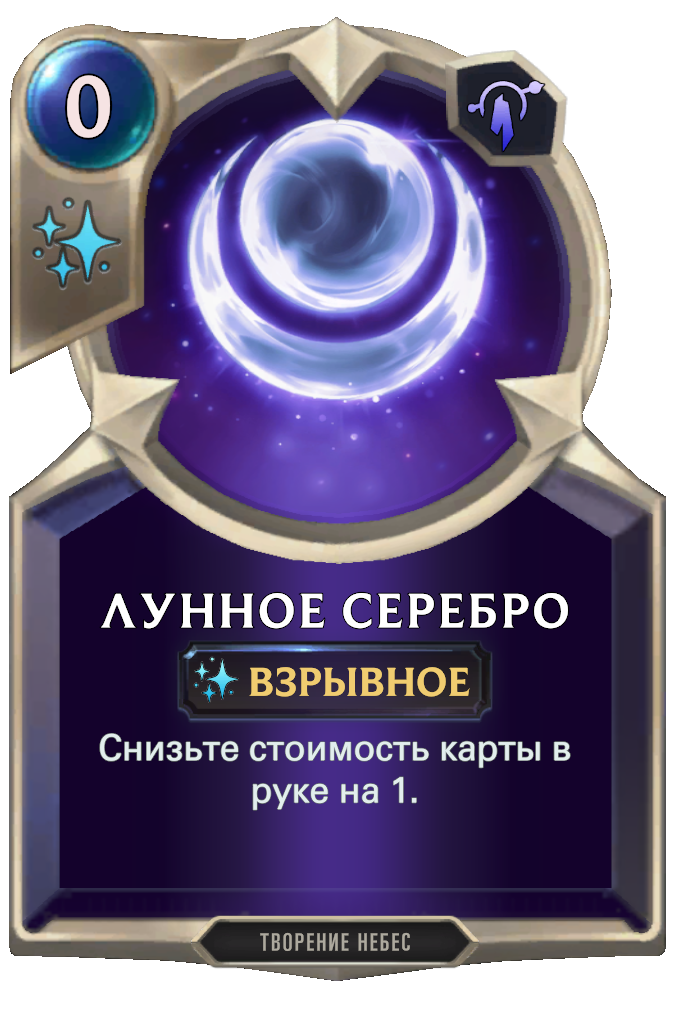 0
ЛУННОЕ СЕРЕБРО
ВЗРЫВНОЕ
Снизьте стоимость карты в
руке на 1.
ТВОРЕНИЕ НЕБЕС